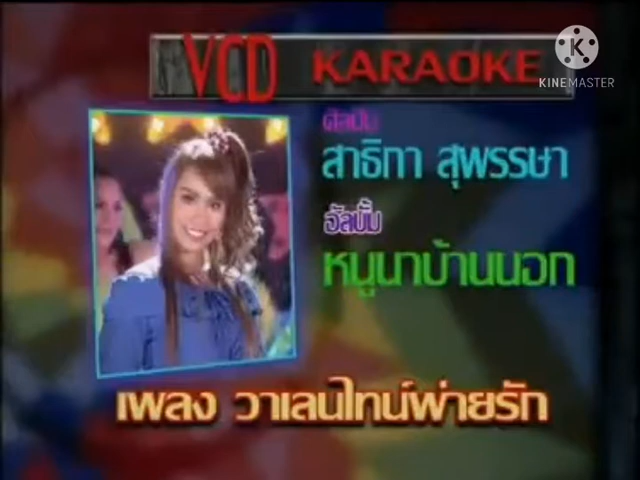 VCD KARAOKE
KINEMASTER
ศิลปิน
สาธิกา สุพรรษา
อัลบั้ม
หนูนาบ้านนอก
เพลง วาเลนไทน์พ่ายรัก